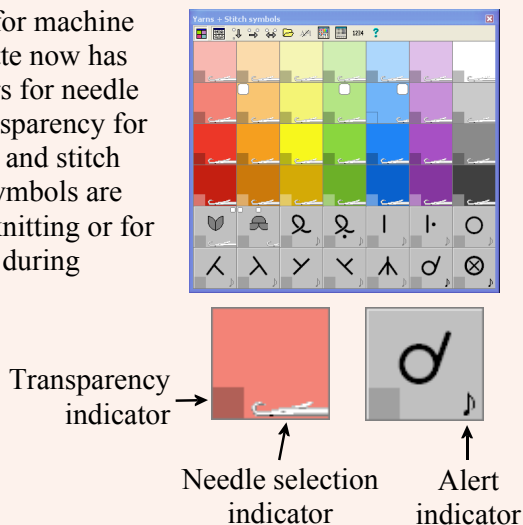 for machine
te now has
s for needle
sparency for
and stitch
ymbols are
nitting or for
during
Yarns + Stitch symbols
1234 ?
Transparency
indicator
Needle selection
indicator
Alert
indicator